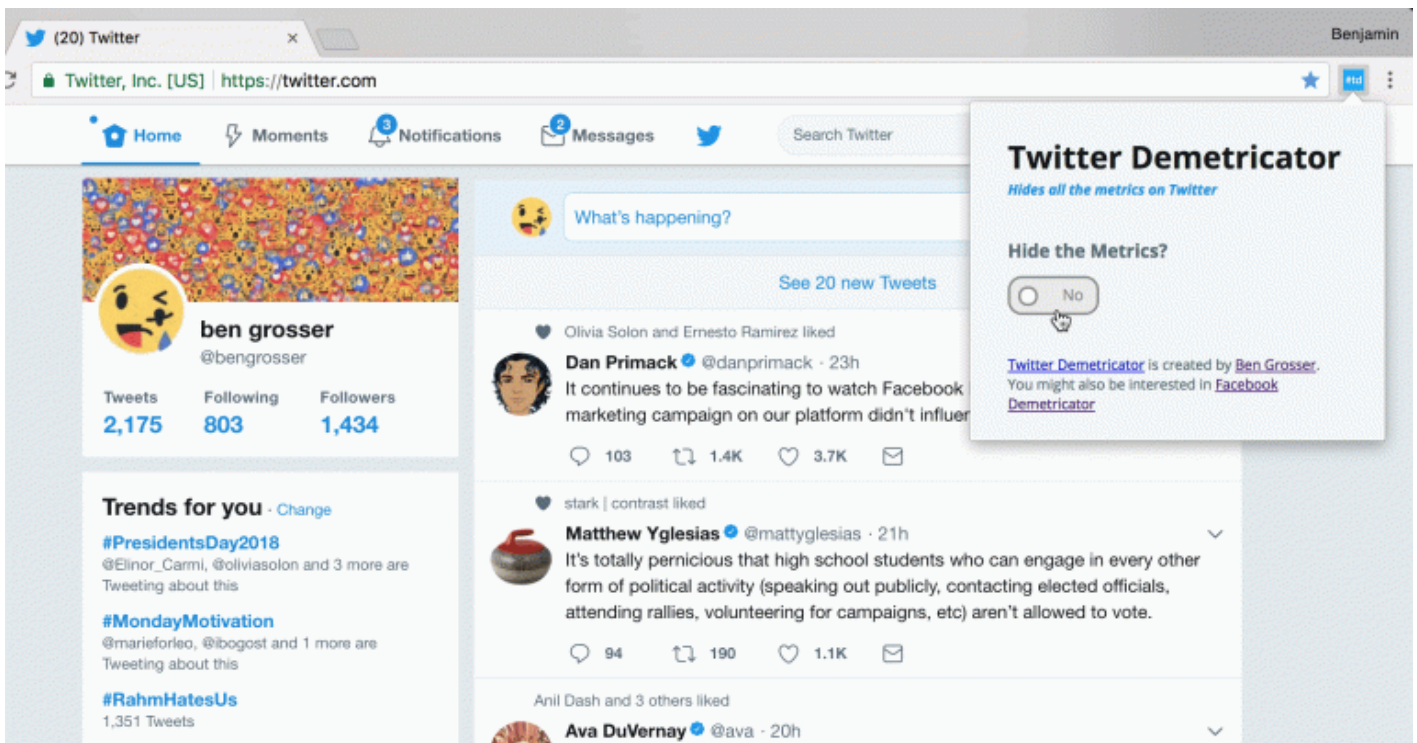 (20) Twitter
Benjamin
Twitter, Inc. [US] https://twitter.com
#td
Home
Moments
3
Notifications
2
Messages
Search Twitter
ben grosser
@bengrosser
Tweets Following Followers
2,175 803 1,434
Trends for you · Change
#PresidentsDay2018
@Elinor_Carmi, @oliviasolon and 3 more are
Tweeting about this
#MondayMotivation
@marieforleo, @ibogost and 1 more are
Tweeting about this
#RahmHatesUs
1,351 Tweets
What's happening?
See 20 new Tweets
Olivia Solon and Ernesto Ramirez liked
Dan Primack @danprimack · 23h
It continues to be fascinating to watch Facebook
marketing campaign on our platform didn't influer
103 1.4K 3.7K
stark | contrast liked
Matthew Yglesias @mattyglesias · 21h
It's totally pernicious that high school students who can engage in every other
form of political activity (speaking out publicly, contacting elected officials,
attending rallies, volunteering for campaigns, etc) aren't allowed to vote.
94 190 1.1K
Anil Dash and 3 others liked
Ava DuVernay @ava · 20h
Twitter Demetricator
Hides all the metrics on Twitter
Hide the Metrics?
No
Twitter Demetricator is created by Ben Grosser.
You might also be interested in Facebook
Demetricator